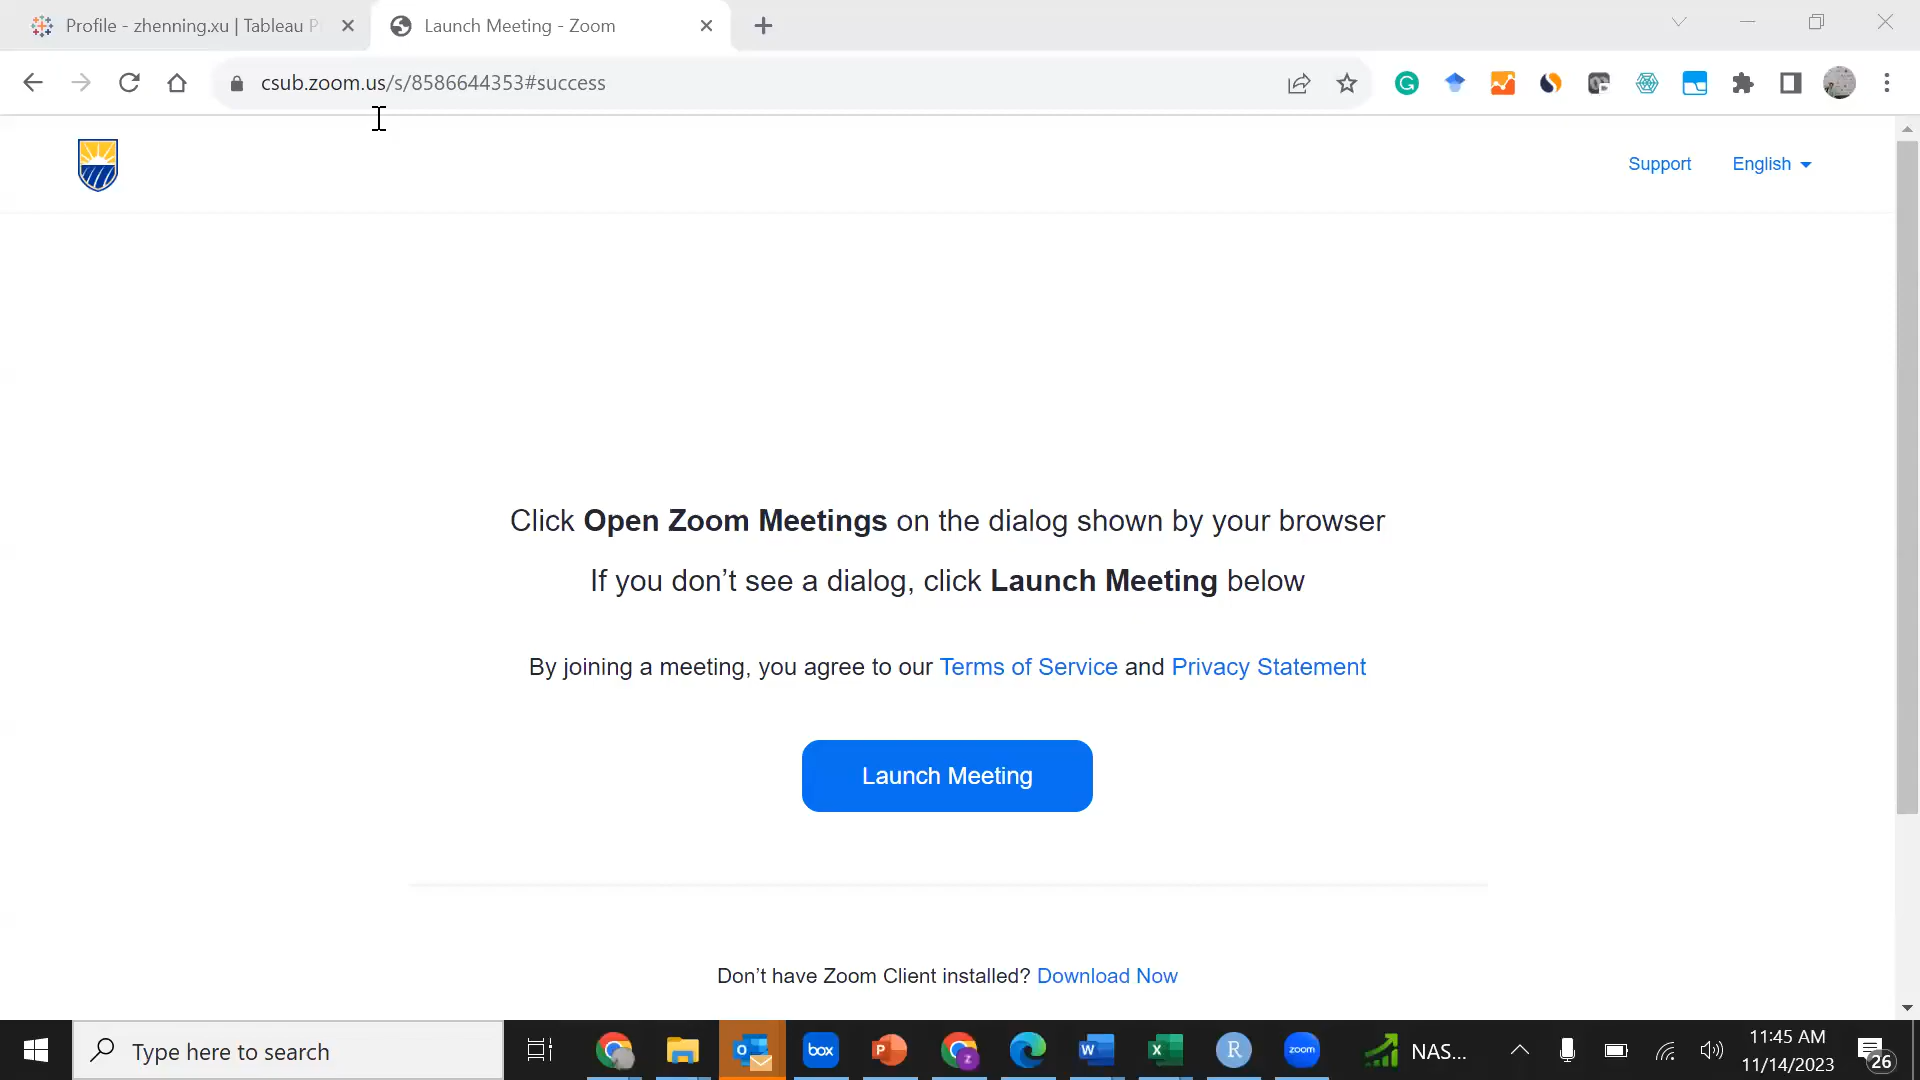 Profile - zhenning.xu | Tableau P
Launch Meeting - Zoom
csub.zoom.us/s/8586644353#success
Support
English
Click Open Zoom Meetings on the dialog shown by your browser
If you don’t see a dialog, click Launch Meeting below
By joining a meeting, you agree to our Terms of Service and Privacy Statement
Launch Meeting
Don’t have Zoom Client installed? Download Now
Type here to search
box
zoom
NAS...
11:45 AM
11/14/2023
26